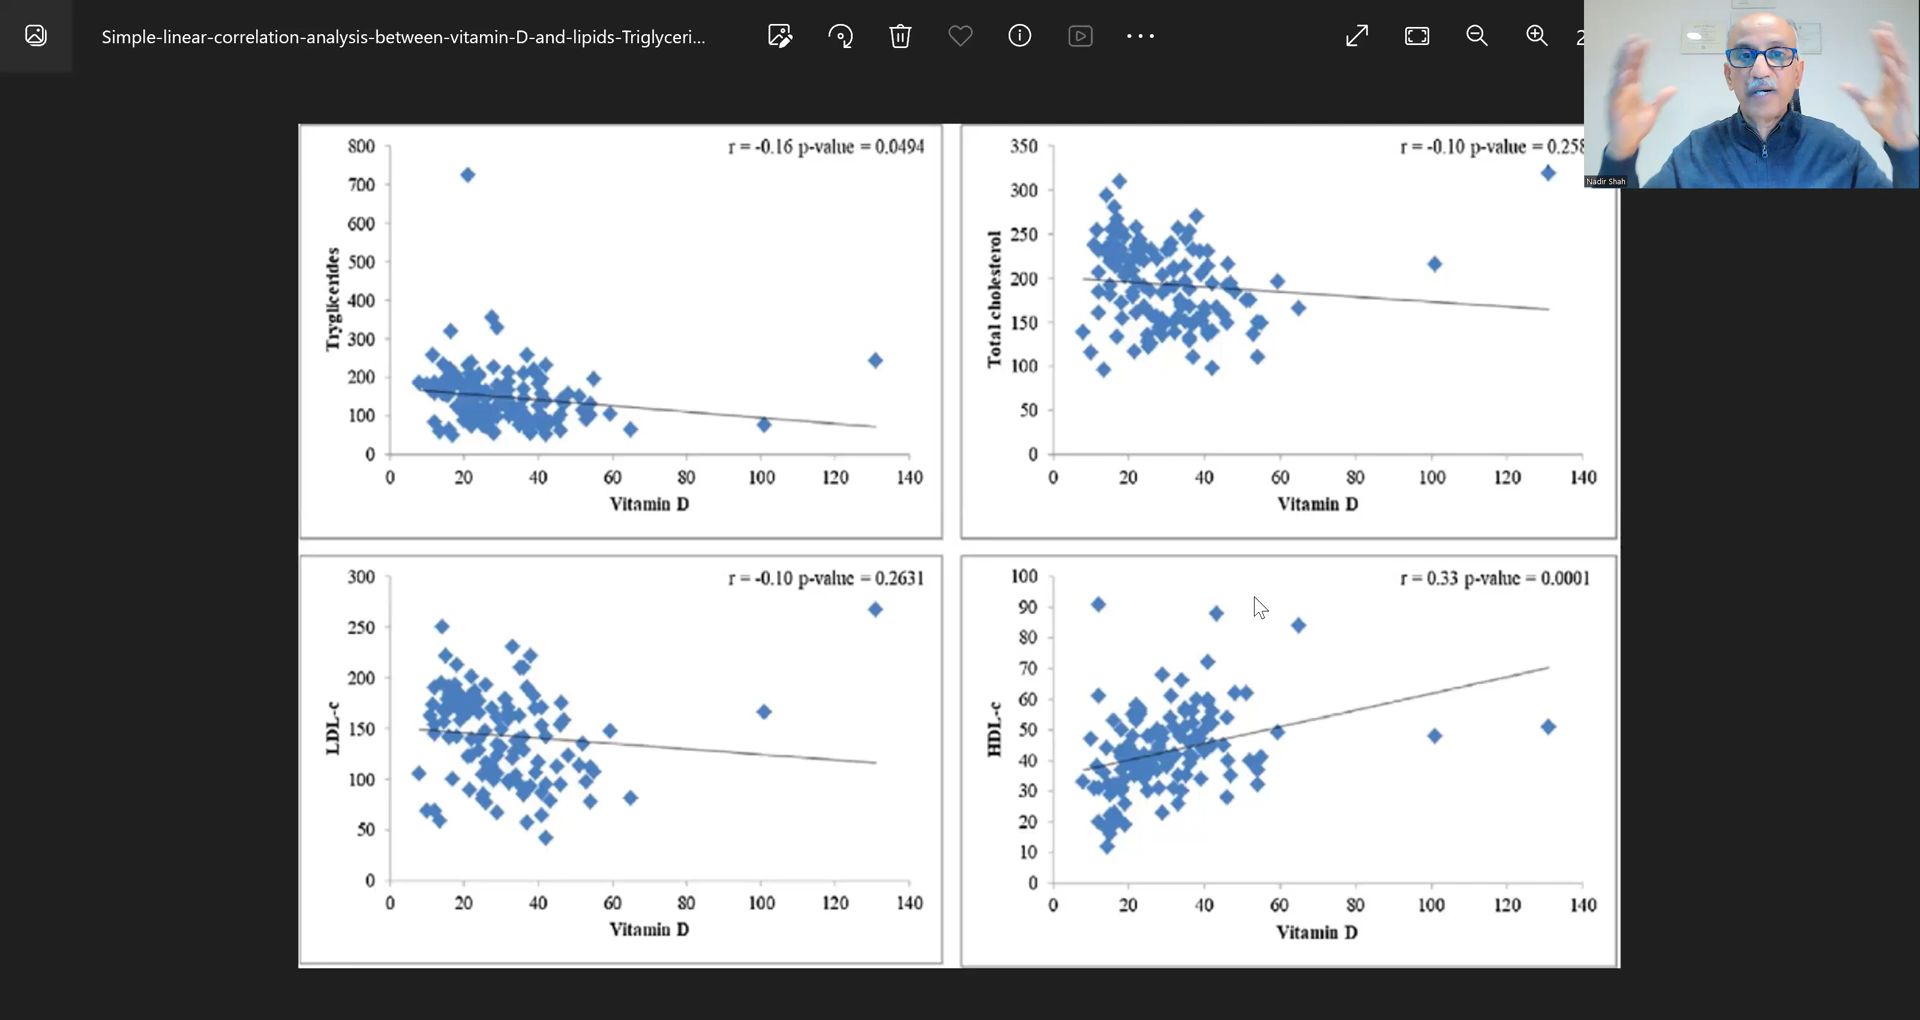 Simple-linear-correlation-analysis-between-vitamin-D-and-lipids-Triglyceri...
2
Nadir Shah
r = -0.16 p-value = 0.0494
Tryglicerides
800
700
600
500
400
300
200
100
0
0 20 40 60 80 100 120 140
Vitamin D
r = -0.10 p-value = 0.258
Total cholesterol
350
300
250
200
150
100
50
0
0 20 40 60 80 100 120 140
Vitamin D
r = -0.10 p-value = 0.2631
LDL-c
300
250
200
150
100
50
0
0 20 40 60 80 100 120 140
Vitamin D
r = 0.33 p-value = 0.0001
HDL-c
100
90
80
70
60
50
40
30
20
10
0
0 20 40 60 80 100 120 140
Vitamin D